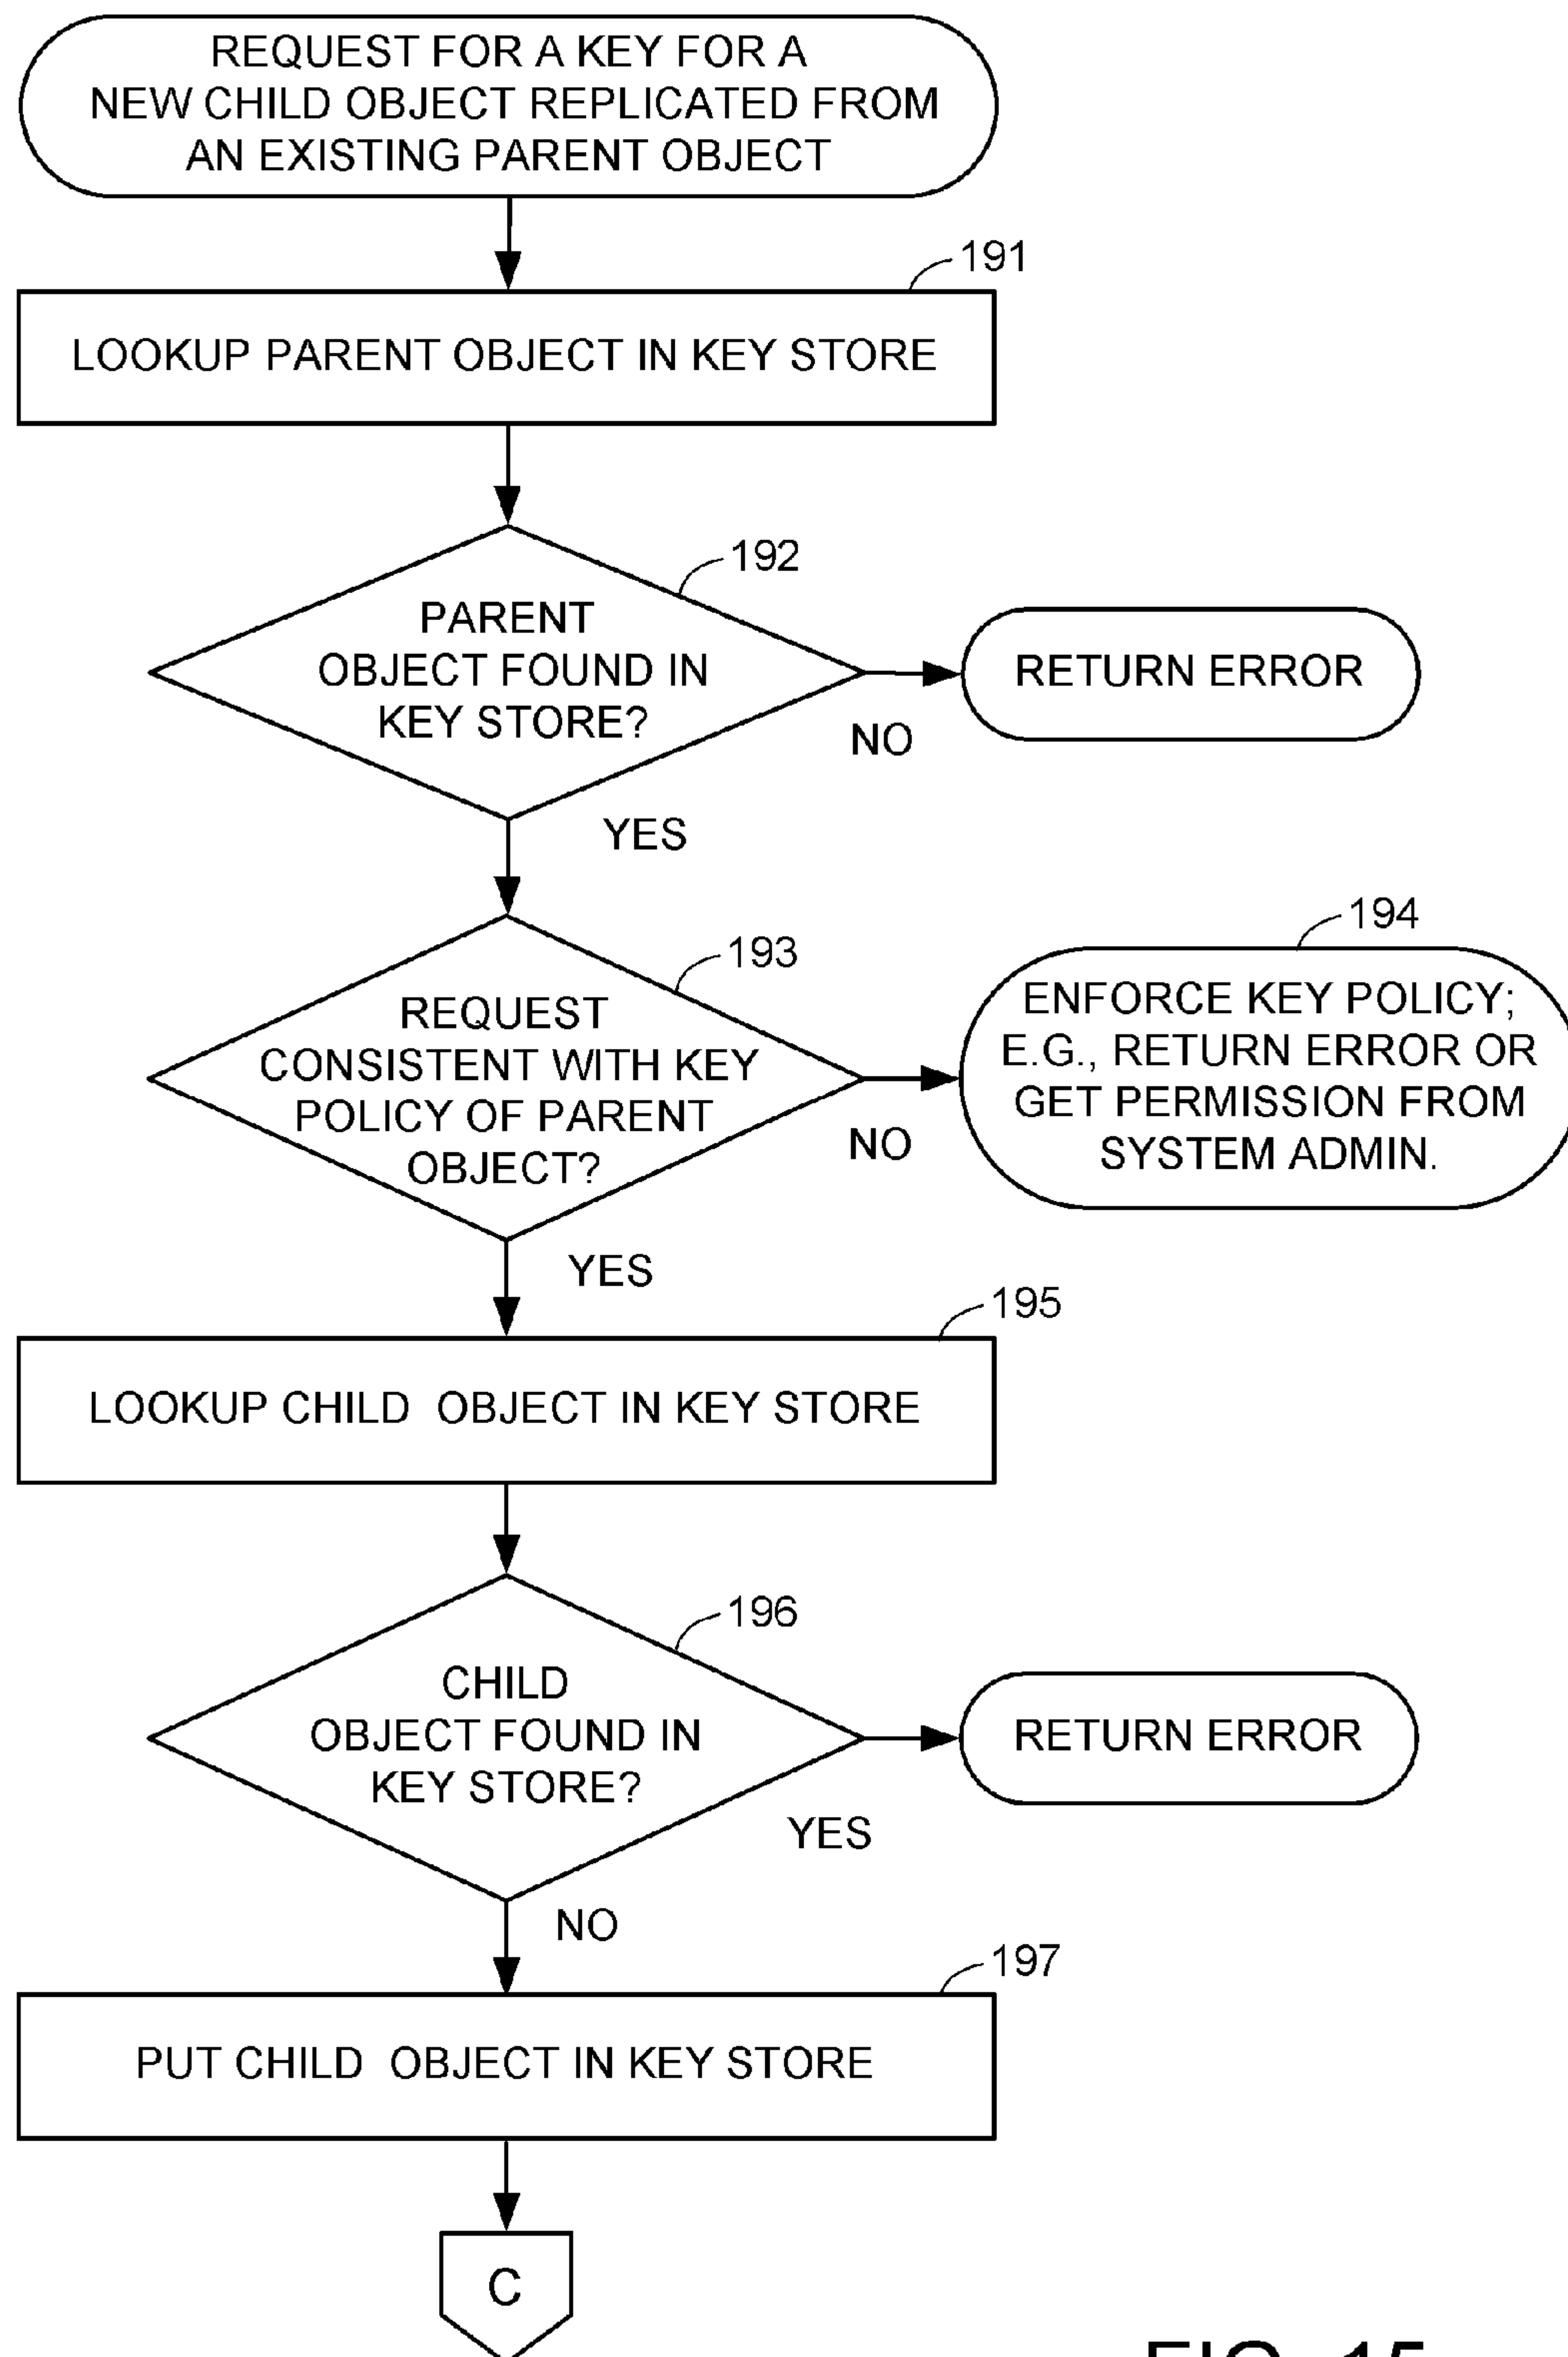 REQUEST FOR A KEY FOR A
NEW CHILD OBJECT REPLICATED FROM
AN EXISTING PARENT OBJECT
191
LOOKUP PARENT OBJECT IN KEY STORE
192
PARENT
OBJECT FOUND IN
KEY STORE?
RETURN ERROR
NO
YES
193
194
REQUEST
CONSISTENT WITH KEY
POLICY OF PARENT
OBJECT?
ENFORCE KEY POLICY;
E.G., RETURN ERROR OR
GET PERMISSION FROM
SYSTEM ADMIN.
NO
YES
195
LOOKUP CHILD  OBJECT IN KEY STORE
196
CHILD
OBJECT FOUND IN
KEY STORE?
RETURN ERROR
YES
NO
197
PUT CHILD  OBJECT IN KEY STORE
C
FIG. 15